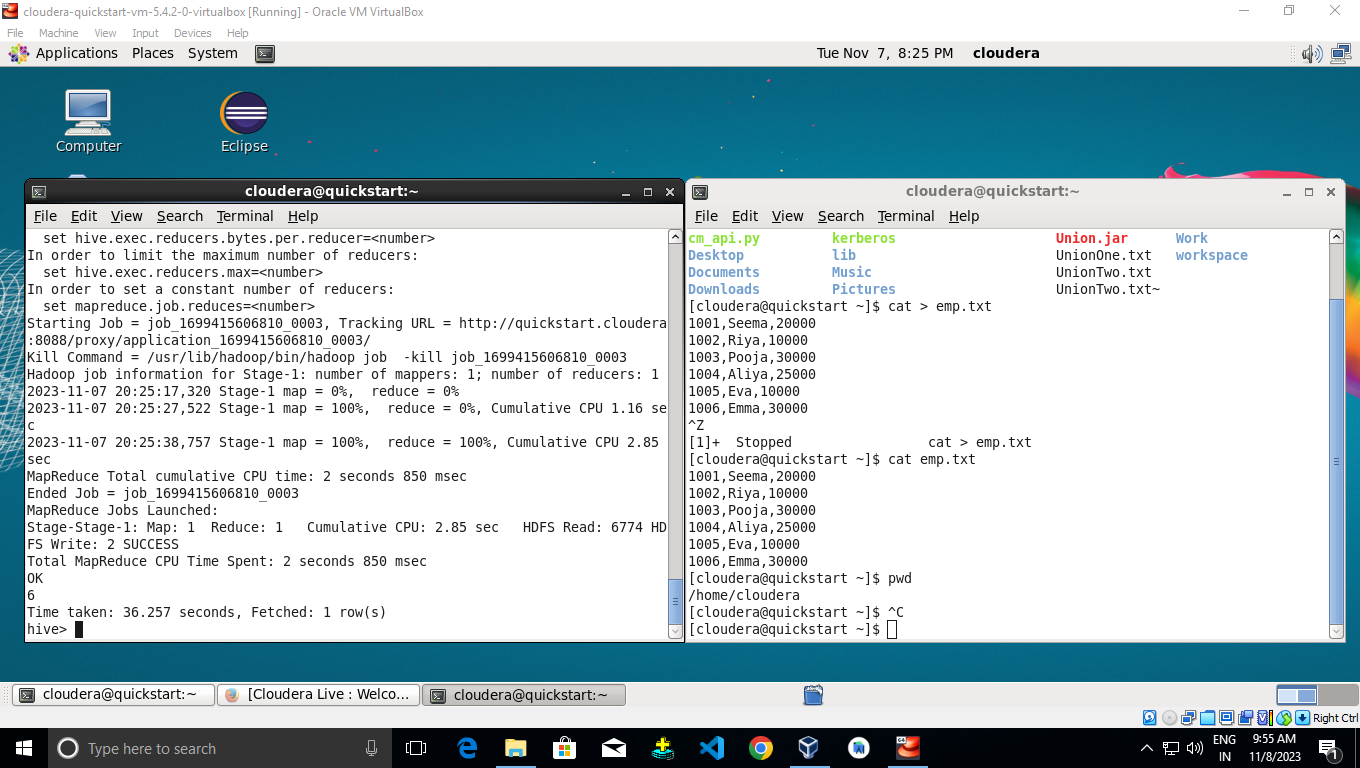 cloudera-quickstart-vm-5.4.2-0-virtualbox [Running] - Oracle VM VirtualBox
File Machine View Input Devices Help
Applications Places System
Tue Nov 7, 8:25 PM cloudera
Computer
Eclipse
cloudera@quickstart:~
File Edit View Search Terminal Help
  set hive.exec.reducers.bytes.per.reducer=<number>
In order to limit the maximum number of reducers:
  set hive.exec.reducers.max=<number>
In order to set a constant number of reducers:
  set mapreduce.job.reduces=<number>
Starting Job = job_1699415606810_0003, Tracking URL = http://quickstart.cloudera
:8088/proxy/application_1699415606810_0003/
Kill Command = /usr/lib/hadoop/bin/hadoop job  -kill job_1699415606810_0003
Hadoop job information for Stage-1: number of mappers: 1; number of reducers: 1
2023-11-07 20:25:17,320 Stage-1 map = 0%,  reduce = 0%
2023-11-07 20:25:27,522 Stage-1 map = 100%,  reduce = 0%, Cumulative CPU 1.16 se
c
2023-11-07 20:25:38,757 Stage-1 map = 100%,  reduce = 100%, Cumulative CPU 2.85
sec
MapReduce Total cumulative CPU time: 2 seconds 850 msec
Ended Job = job_1699415606810_0003
MapReduce Jobs Launched:
Stage-Stage-1: Map: 1  Reduce: 1   Cumulative CPU: 2.85 sec   HDFS Read: 6774 HD
FS Write: 2 SUCCESS
Total MapReduce CPU Time Spent: 2 seconds 850 msec
OK
6
Time taken: 36.257 seconds, Fetched: 1 row(s)
hive>
cloudera@quickstart:~
File Edit View Search Terminal Help
cm_api.py kerberos Union.jar Work
Desktop lib UnionOne.txt workspace
Documents Music UnionTwo.txt
Downloads Pictures UnionTwo.txt~
[cloudera@quickstart ~]$ cat > emp.txt
1001,Seema,20000
1002,Riya,10000
1003,Pooja,30000
1004,Aliya,25000
1005,Eva,10000
1006,Emma,30000
^Z
[1]+  Stopped                 cat > emp.txt
[cloudera@quickstart ~]$ cat emp.txt
1001,Seema,20000
1002,Riya,10000
1003,Pooja,30000
1004,Aliya,25000
1005,Eva,10000
1006,Emma,30000
[cloudera@quickstart ~]$ pwd
/home/cloudera
[cloudera@quickstart ~]$ ^C
[cloudera@quickstart ~]$
cloudera@quickstart:~ [Cloudera Live : Welco... cloudera@quickstart:~
Right Ctrl
Type here to search
ENG
IN
9:55 AM
11/8/2023
1